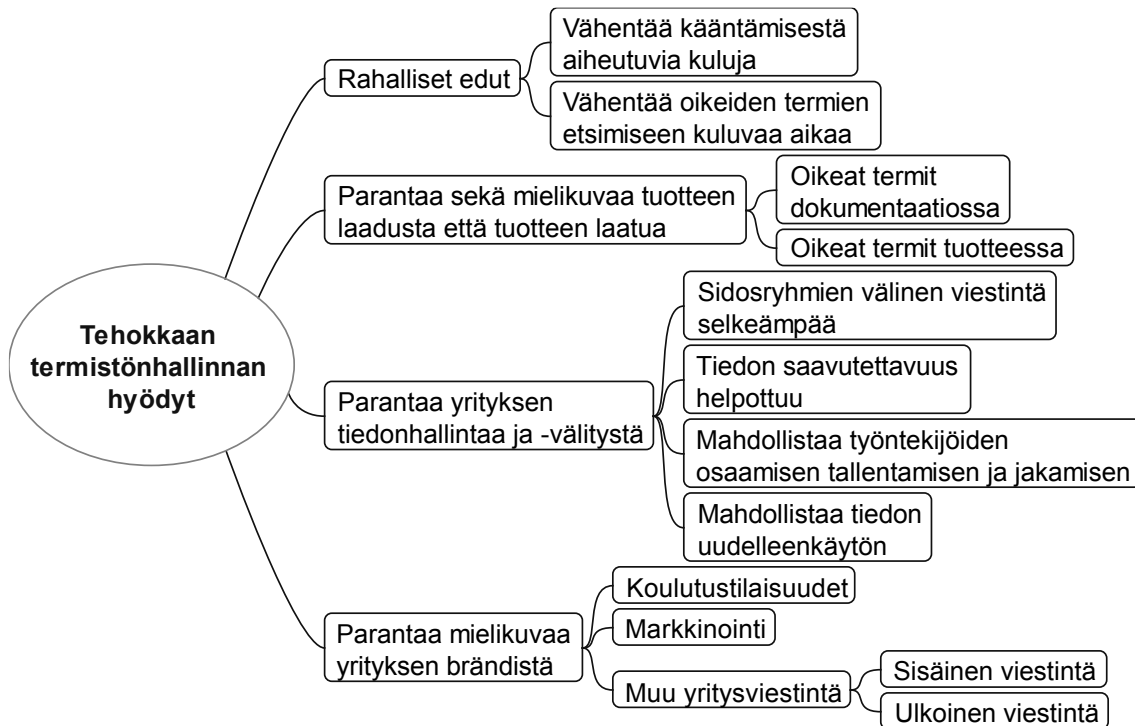 Tehokkaan
termistönhallinnan
hyödyt
Rahalliset edut
Vähentää kääntämisestä
aiheutuvia kuluja
Vähentää oikeiden termien
etsimiseen kuluvaa aikaa
Parantaa sekä mielikuvaa tuotteen
laadusta että tuotteen laatua
Oikeat termit
dokumentaatiossa
Oikeat termit tuotteessa
Parantaa yrityksen
tiedonhallintaa ja -välitystä
Sidosryhmien välinen viestintä
selkeämpää
Tiedon saavutettavuus
helpottuu
Mahdollistaa työntekijöiden
osaamisen tallentamisen ja jakamisen
Mahdollistaa tiedon
uudelleenkäytön
Parantaa mielikuvaa
yrityksen brändistä
Koulutustilaisuudet
Markkinointi
Muu yritysviestintä
Sisäinen viestintä
Ulkoinen viestintä